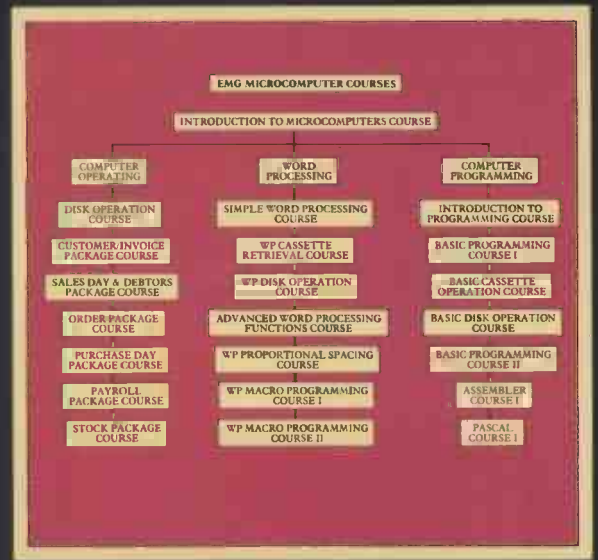 EMG MICROCOMPUTER COURSES
INTRODUCTION TO MICROCOMPUTERS COURSE
COMPUTER
OPERATING
DISK OPERATION
COURSE
CUSTOMER/INVOICE
PACKAGE COURSE
SALES DAY & DEBTORS
PACKAGE COURSE
ORDER PACKAGE
COURSE
PURCHASE DAY
PACKAGE COURSE
PAYROLL
PACKAGE COURSE
STOCK PACKAGE
COURSE
WORD
PROCESSING
SIMPLE WORD PROCESSING
COURSE
WP CASSETTE
RETRIEVAL COURSE
WP DISK OPERATION
COURSE
ADVANCED WORD PROCESSING
FUNCTIONS COURSE
WP PROPORTIONAL SPACING
COURSE
WP MACRO PROGRAMMING
COURSE I
WP MACRO PROGRAMMING
COURSE II
COMPUTER
PROGRAMMING
INTRODUCTION TO
PROGRAMMING COURSE
BASIC PROGRAMMING
COURSE I
BASIC CASSETTE
OPERATION COURSE
BASIC DISK OPERATION
COURSE
BASIC PROGRAMMING
COURSE II
ASSEMBLER
COURSE I
PASCAL
COURSE I